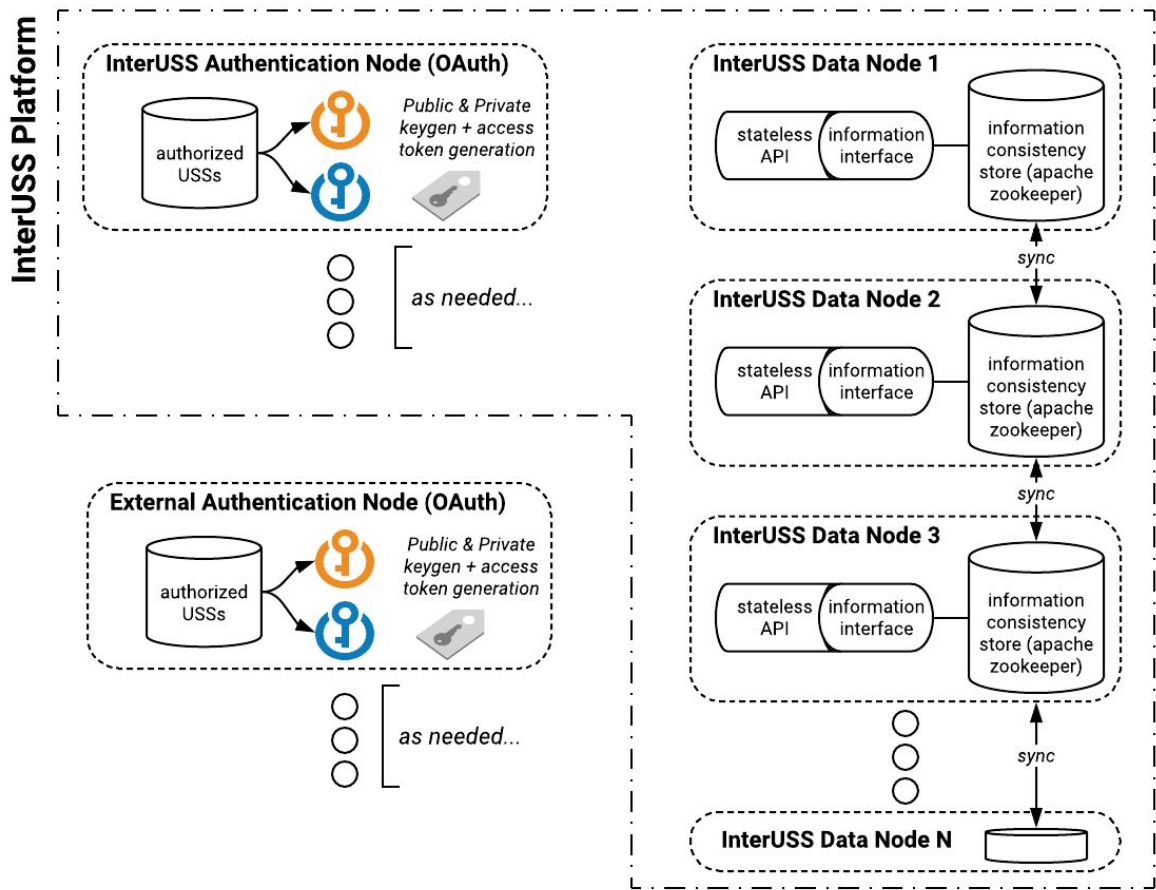 InterUSS Platform
InterUSS Authentication Node (OAuth)
authorized
USSs
Public & Private
keygen + access
token generation
as needed...
External Authentication Node (OAuth)
authorized
USSs
Public & Private
keygen + access
token generation
as needed...
InterUSS Data Node 1
stateless
API
information
interface
information
consistency
store (apache
zookeeper)
sync
InterUSS Data Node 2
stateless
API
information
interface
information
consistency
store (apache
zookeeper)
sync
InterUSS Data Node 3
stateless
API
information
interface
information
consistency
store (apache
zookeeper)
sync
InterUSS Data Node N